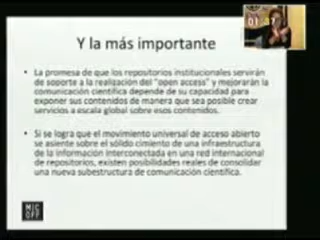 Y la más importante
• La promesa de que los repositorios institucionales servirán
de soporte a la realización del "open access" y mejorarán la
comunicación científica depende de su capacidad para
exponer sus contenidos de manera que sea posible crear
servicios a escala global sobre esos contenidos.
• Si se logra que el movimiento universal de acceso abierto
se asiente sobre el sólido cimiento de una infraestructura
de la información interconectada en una red internacional
de repositorios, existen posibilidades reales de consolidar
una nueva subestructura de comunicación científica.
MIC
OFF